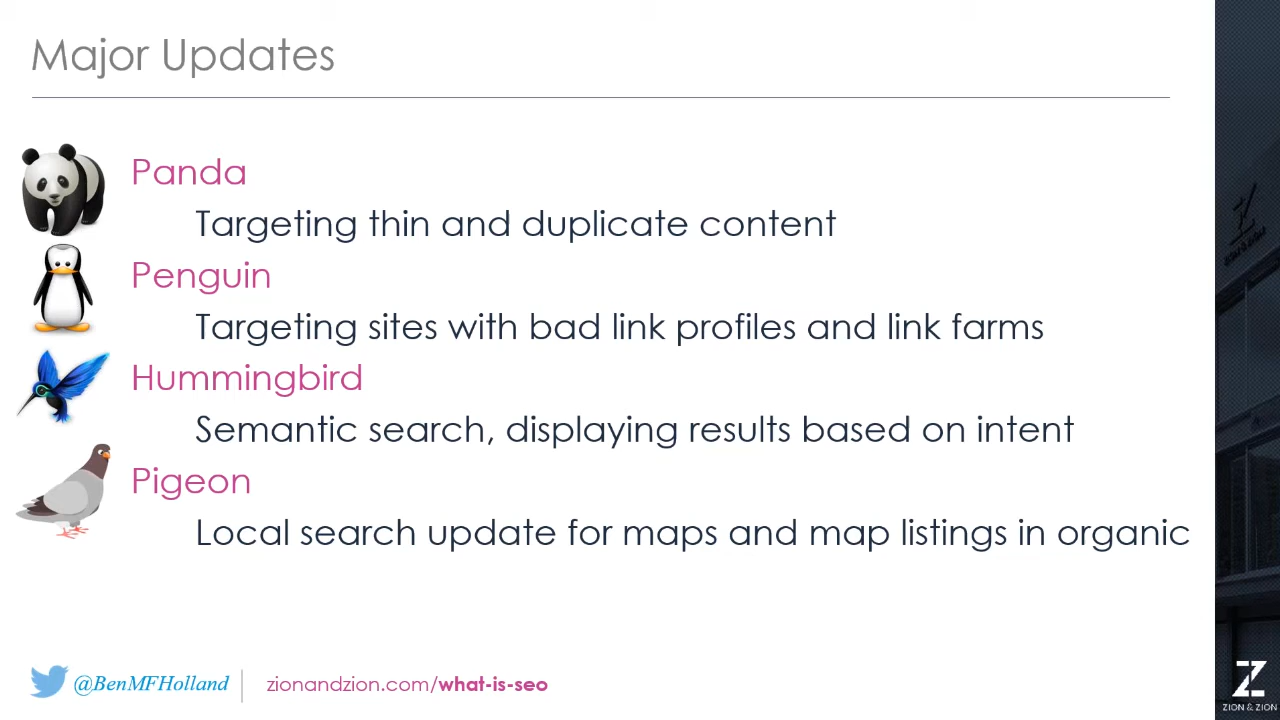 Major Updates
Panda
Targeting thin and duplicate content
Penguin
Targeting sites with bad link profiles and link farms
Hummingbird
Semantic search, displaying results based on intent
Pigeon
Local search update for maps and map listings in organic
@BenMFHolland
zionandzion.com/what-is-seo
ZION & ZION